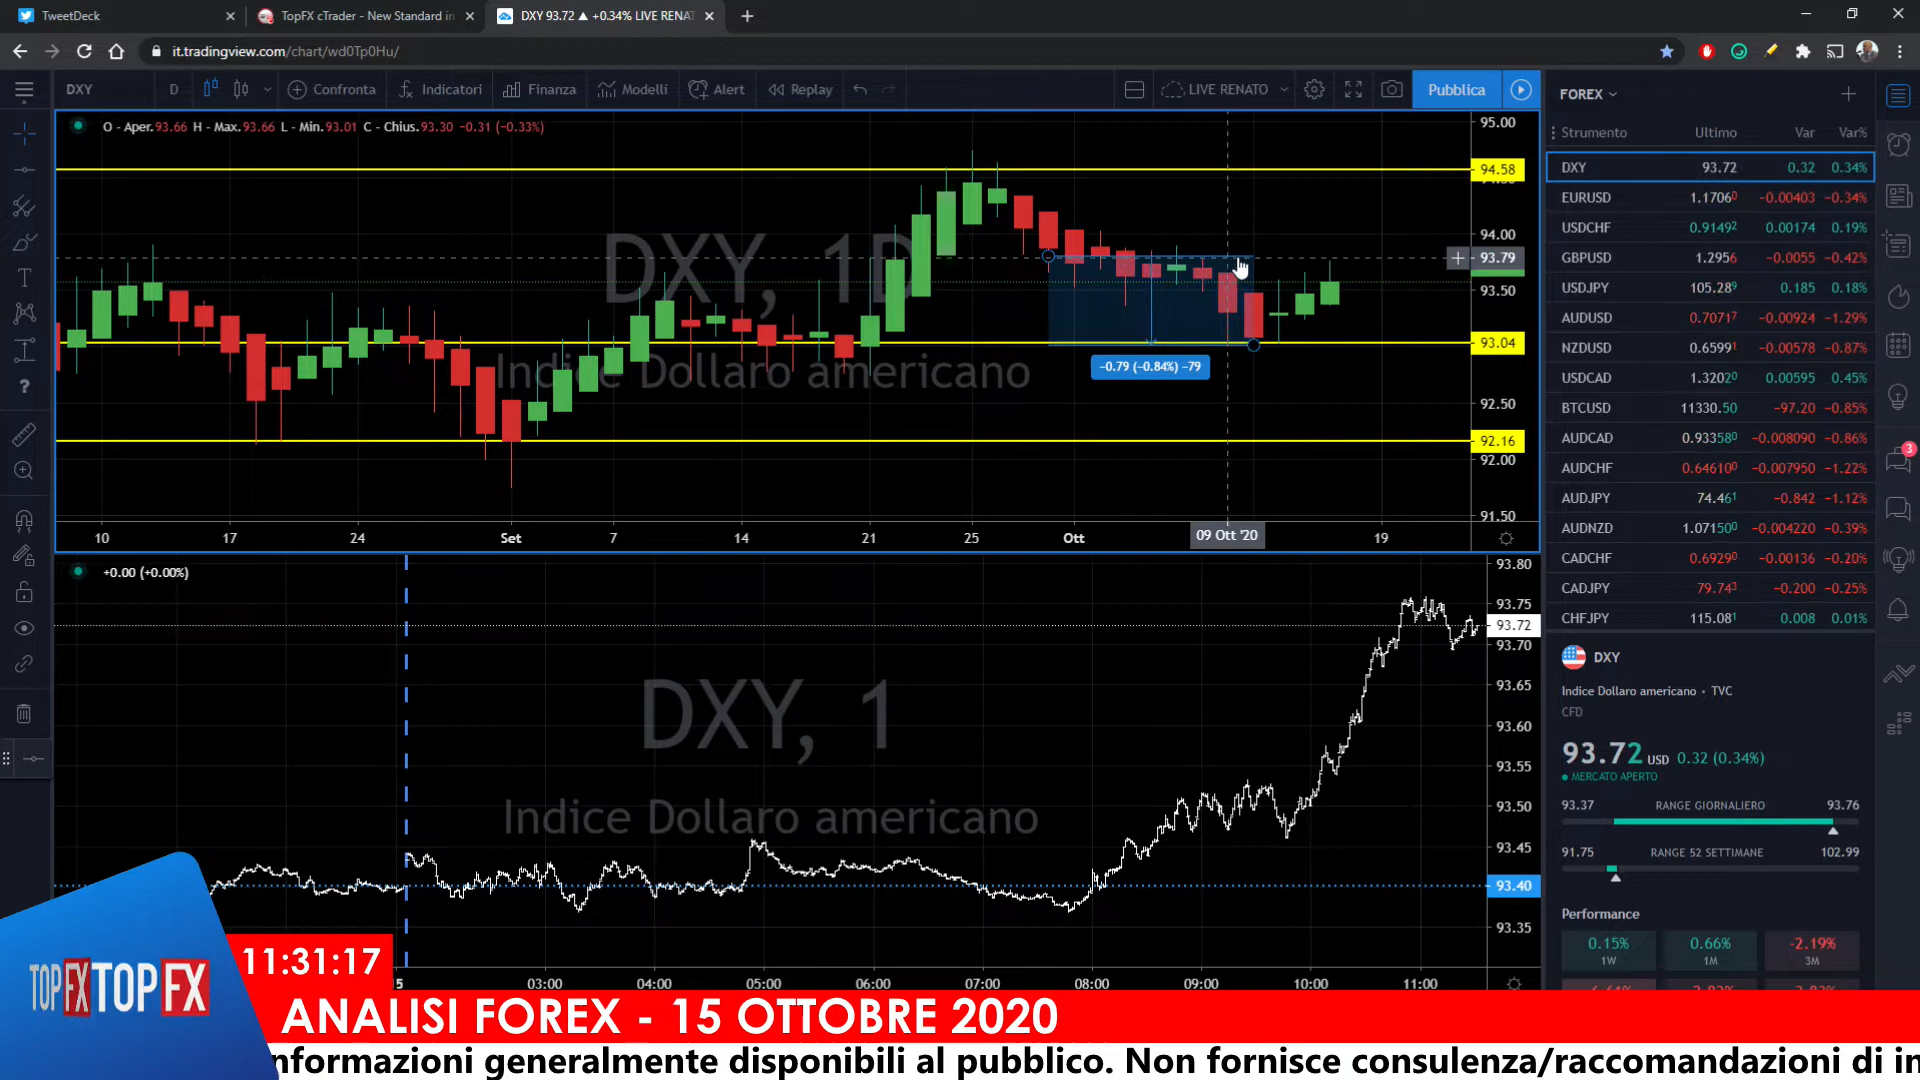 TweetDeck
TopFX cTrader - New Standard in
DXY 93.72 ▲ +0.34% LIVE RENAT
it.tradingview.com/chart/wd0Tp0Hu/
DXY D Confronta Indicatori Finanza Modelli Alert Replay LIVE RENATO Pubblica
O - Aper. 93.66 H - Max. 93.66 L - Min. 93.01 C - Chius. 93.30 −0.31 (−0.33%)
DXY, 1D
Indice Dollaro americano
−0.79 (−0.84%) −79
95.00
94.58
94.00
93.79
93.50
93.04
92.50
92.16
92.00
91.50
10 17 24 Set 7 14 21 25 Ott 09 Ott '20 19
+0.00 (+0.00%)
DXY, 1
Indice Dollaro americano
93.80
93.75
93.72
93.70
93.65
93.60
93.55
93.50
93.45
93.40
93.35
5 03:00 04:00 05:00 06:00 07:00 08:00 09:00 10:00 11:00
FOREX
Strumento Ultimo Var Var%
DXY 93.72 0.32 0.34%
EURUSD 1.1706⁰ −0.00403 −0.34%
USDCHF 0.9149² 0.00174 0.19%
GBPUSD 1.2956 −0.0055 −0.42%
USDJPY 105.28⁹ 0.185 0.18%
AUDUSD 0.7071⁷ −0.00924 −1.29%
NZDUSD 0.6599¹ −0.00578 −0.87%
USDCAD 1.3202⁰ 0.00595 0.45%
BTCUSD 11330.50 −97.20 −0.85%
AUDCAD 0.93358⁰ −0.008090 −0.86%
AUDCHF 0.64610⁰ −0.007950 −1.22%
AUDJPY 74.46¹ −0.842 −1.12%
AUDNZD 1.07150⁰ −0.004220 −0.39%
CADCHF 0.6929⁰ −0.00136 −0.20%
CADJPY 79.74³ −0.200 −0.25%
CHFJPY 115.08¹ 0.008 0.01%
3
DXY
Indice Dollaro americano • TVC
CFD
93.72 USD 0.32 (0.34%)
MERCATO APERTO
93.37 RANGE GIORNALIERO 93.76
91.75 RANGE 52 SETTIMANE 102.99
Performance
0.15% 0.66% −2.19%
1W 1M 3M
TOPFX TOPFX
11:31:17
ANALISI FOREX - 15 OTTOBRE 2020
nformazioni generalmente disponibili al pubblico. Non fornisce consulenza/raccomandazioni di in